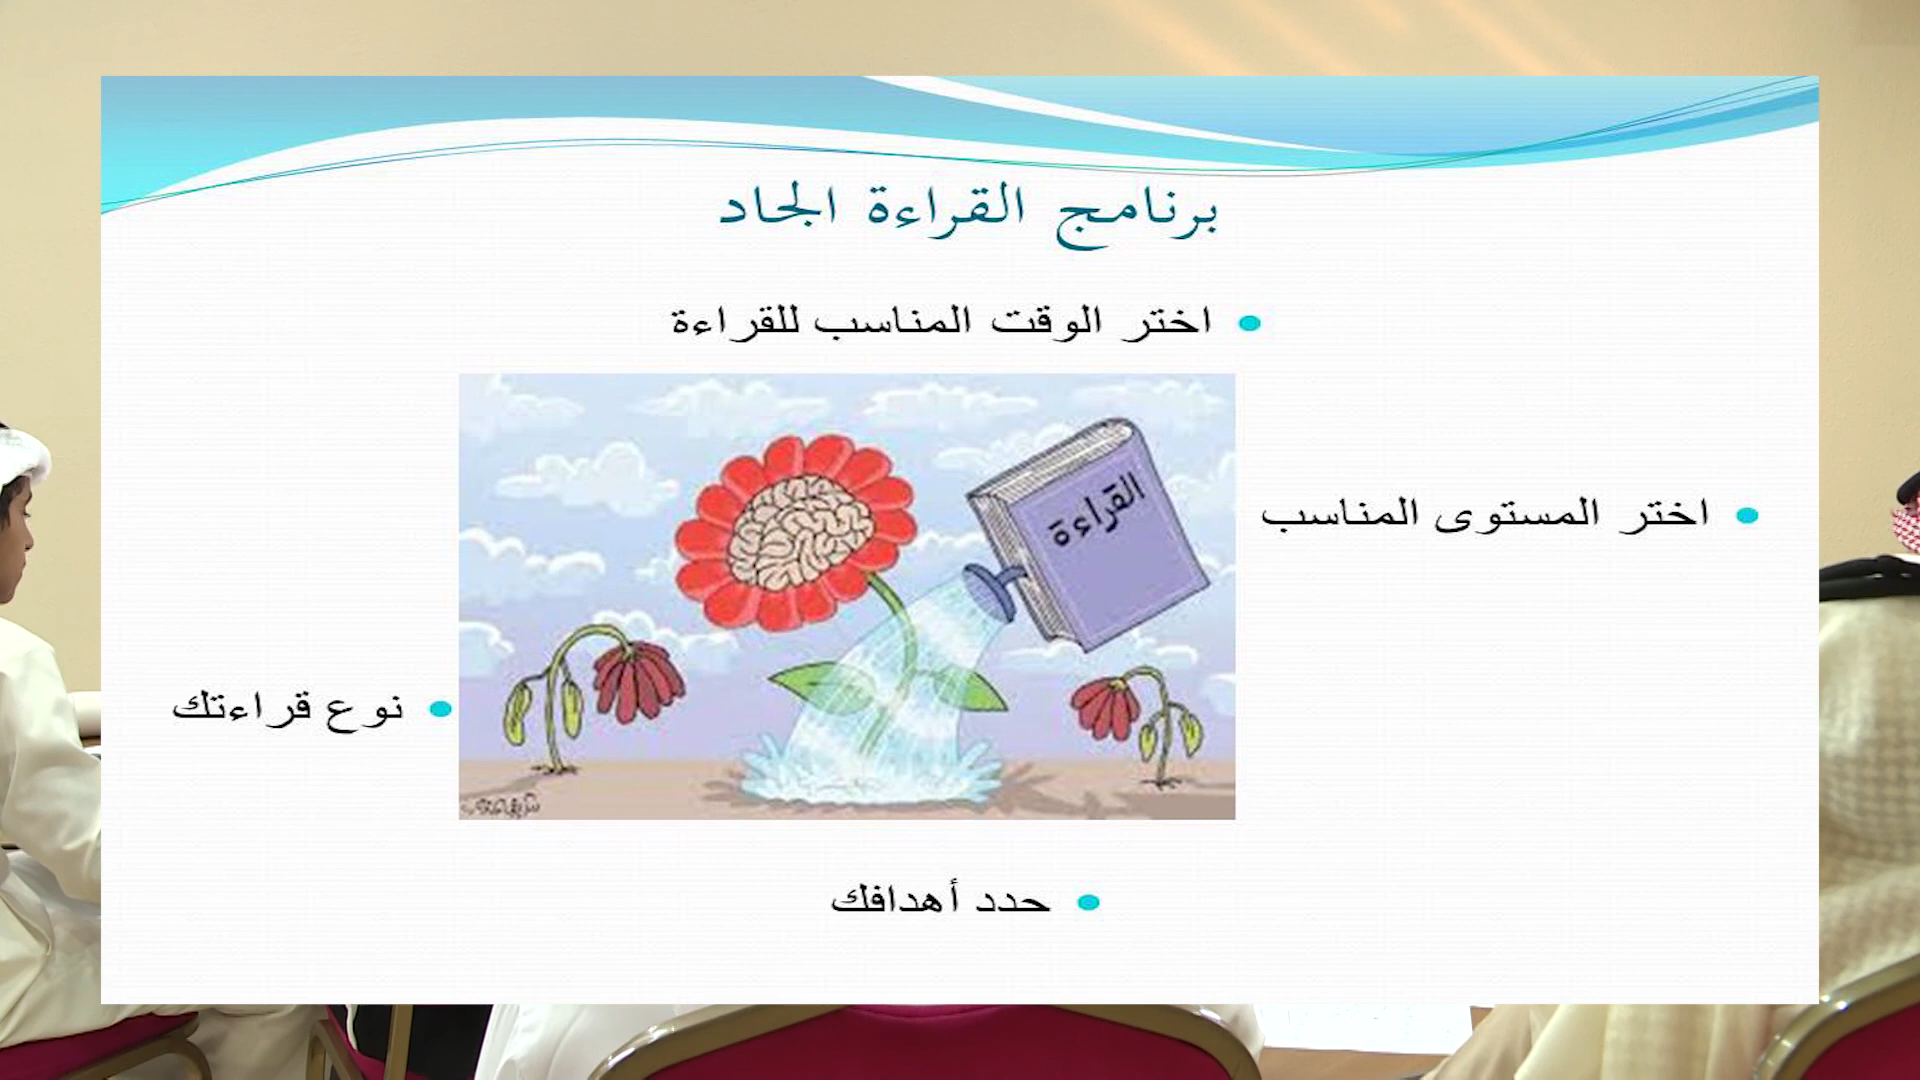 برنامج القراءة الجاد
اختر الوقت المناسب للقراءة
القراءة
اختر المستوى المناسب
نوع قراءتك
حدد أهدافك